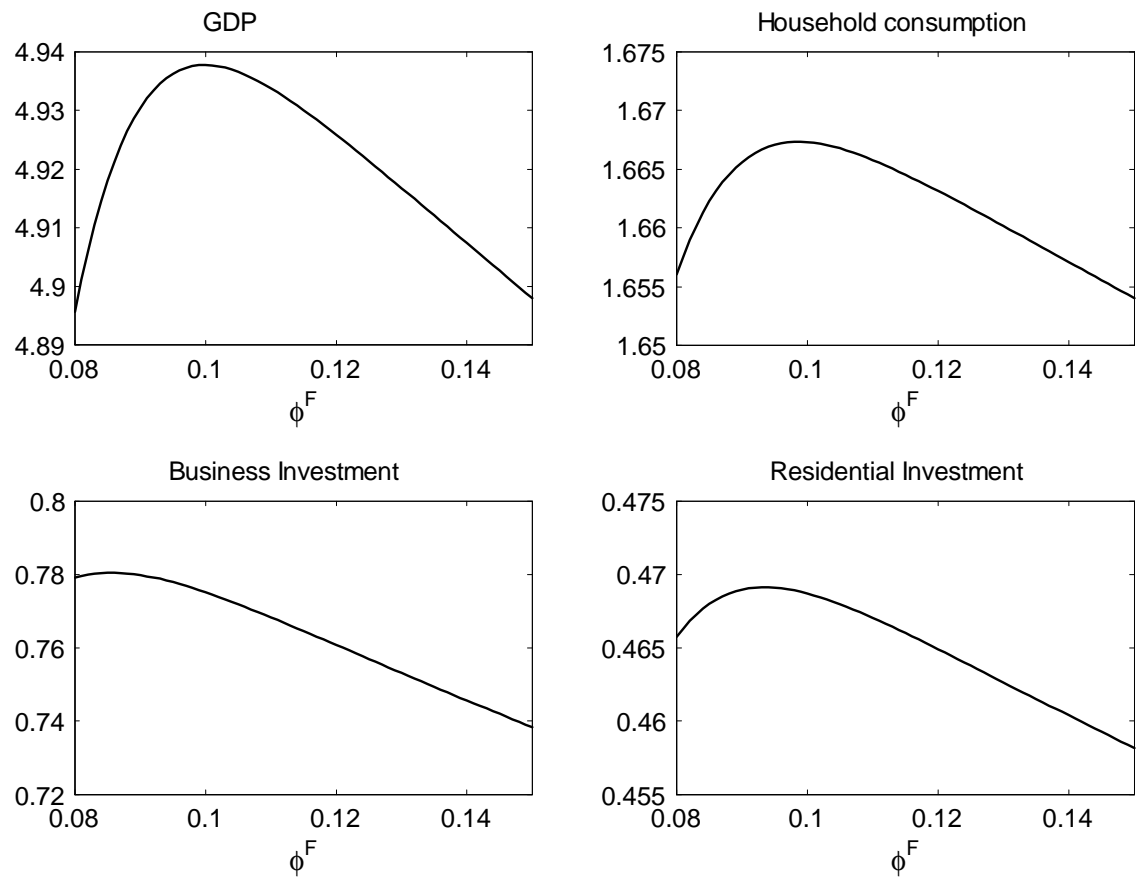 GDP
4.94
4.93
4.92
4.91
4.9
4.89
0.08 0.1 0.12 0.14
ϕF
Household consumption
1.675
1.67
1.665
1.66
1.655
1.65
0.08 0.1 0.12 0.14
ϕF
Business Investment
0.8
0.78
0.76
0.74
0.72
0.08 0.1 0.12 0.14
ϕF
Residential Investment
0.475
0.47
0.465
0.46
0.455
0.08 0.1 0.12 0.14
ϕF